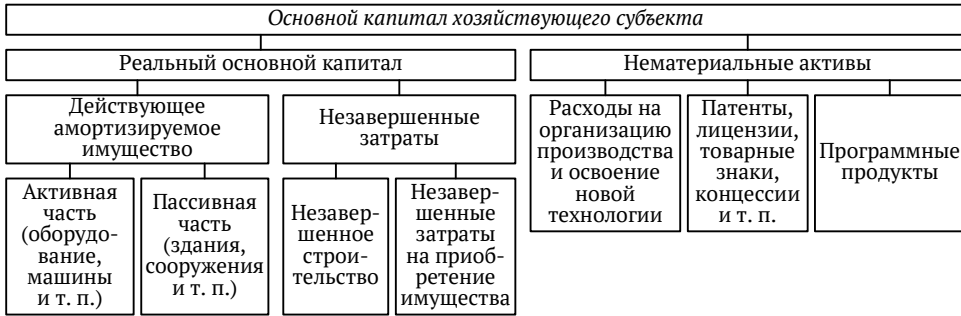 Основной капитал хозяйствующего субъекта
Реальный основной капитал
Нематериальные активы
Действующее
амортизируемое
имущество
Незавершенные
затраты
Расходы на
организацию
производства
и освоение
новой
технологии
Патенты,
лицензии,
товарные
знаки,
концессии
и т. п.
Программные
продукты
Активная
часть
(оборудо-
вание,
машины
и т. п.)
Пассивная
часть
(здания,
сооружения
и т. п.)
Незавер-
шенное
строи-
тельство
Незавер-
шенные
затраты
на приоб-
ретение
имущества